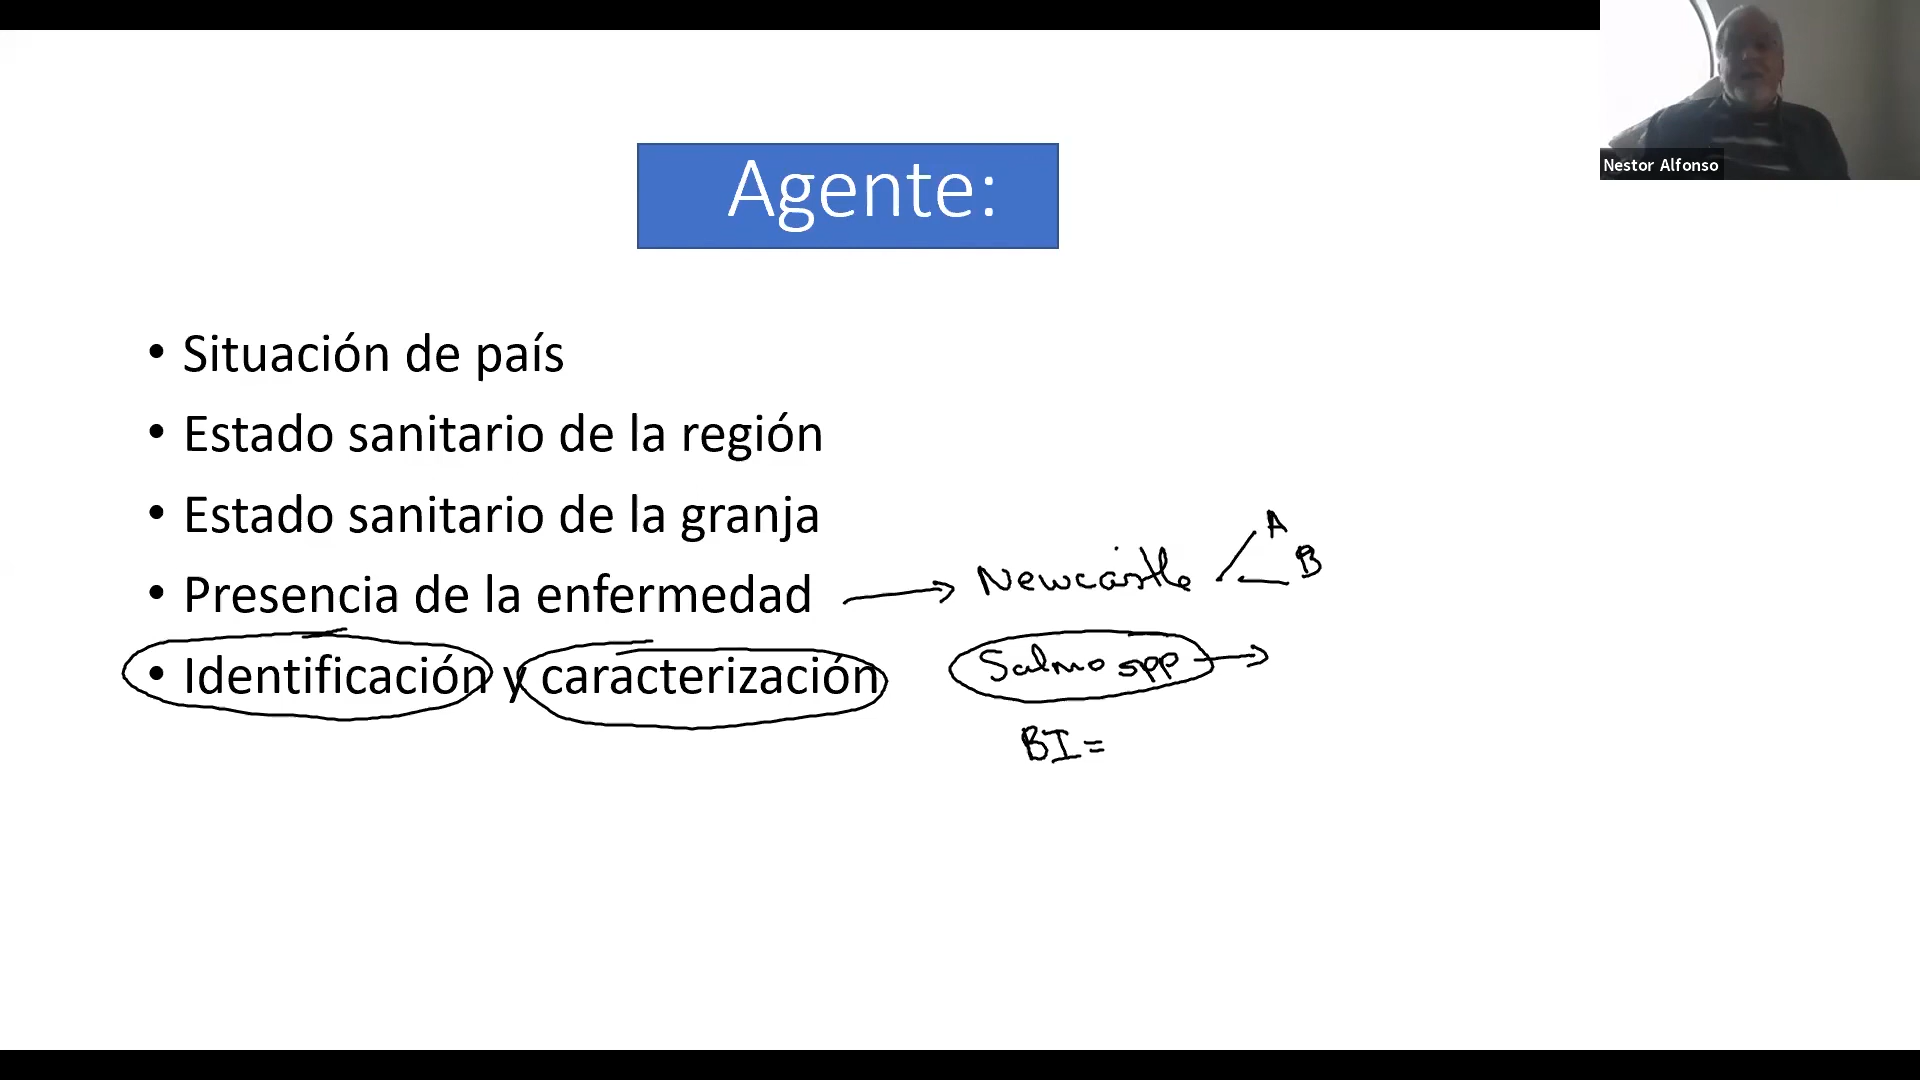 Nestor Alfonso
Agente:
• Situación de país
• Estado sanitario de la región
• Estado sanitario de la granja
• Presencia de la enfermedad → Newcastle A B
• Identificación y caracterización Salmo spp →
BI =